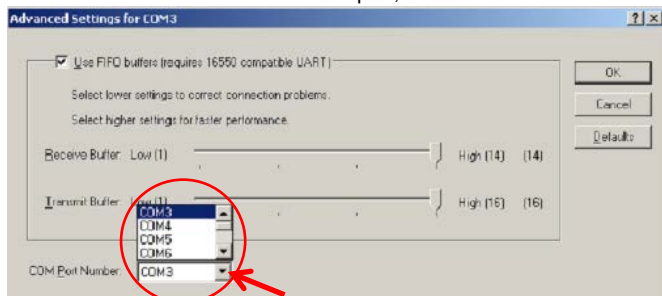 Advanced Settings for COM3
Use FIFO buffers (requires 16550 compatible UART)
OK
Select lower settings to correct connection problems.
Cancel
Select higher settings for faster performance.
Defaults
Receive Buffer: Low (1) High (14) (14)
Transmit Buffer: Low (1) High (16) (16)
COM3
COM4
COM5
COM6
COM Port Number: COM3